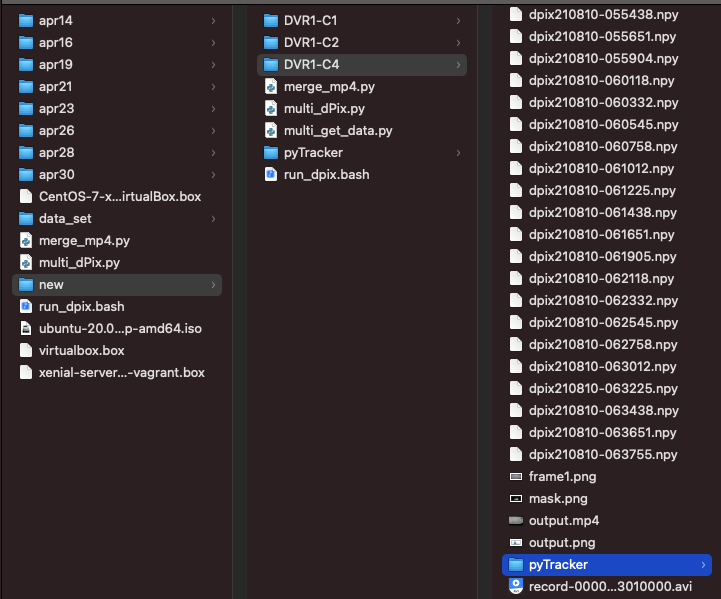 apr14
apr16
apr19
apr21
apr23
apr26
apr28
apr30
CentOS-7-x...irtualBox.box
data_set
merge_mp4.py
multi_dPix.py
new
run_dpix.bash
ubuntu-20.0...p-amd64.iso
virtualbox.box
xenial-server...-vagrant.box
DVR1-C1
DVR1-C2
DVR1-C4
merge_mp4.py
multi_dPix.py
multi_get_data.py
pyTracker
run_dpix.bash
dpix210810-055438.npy
dpix210810-055651.npy
dpix210810-055904.npy
dpix210810-060118.npy
dpix210810-060332.npy
dpix210810-060545.npy
dpix210810-060758.npy
dpix210810-061012.npy
dpix210810-061225.npy
dpix210810-061438.npy
dpix210810-061651.npy
dpix210810-061905.npy
dpix210810-062118.npy
dpix210810-062332.npy
dpix210810-062545.npy
dpix210810-062758.npy
dpix210810-063012.npy
dpix210810-063225.npy
dpix210810-063438.npy
dpix210810-063651.npy
dpix210810-063755.npy
frame1.png
mask.png
output.mp4
output.png
pyTracker
record-0000...3010000.avi